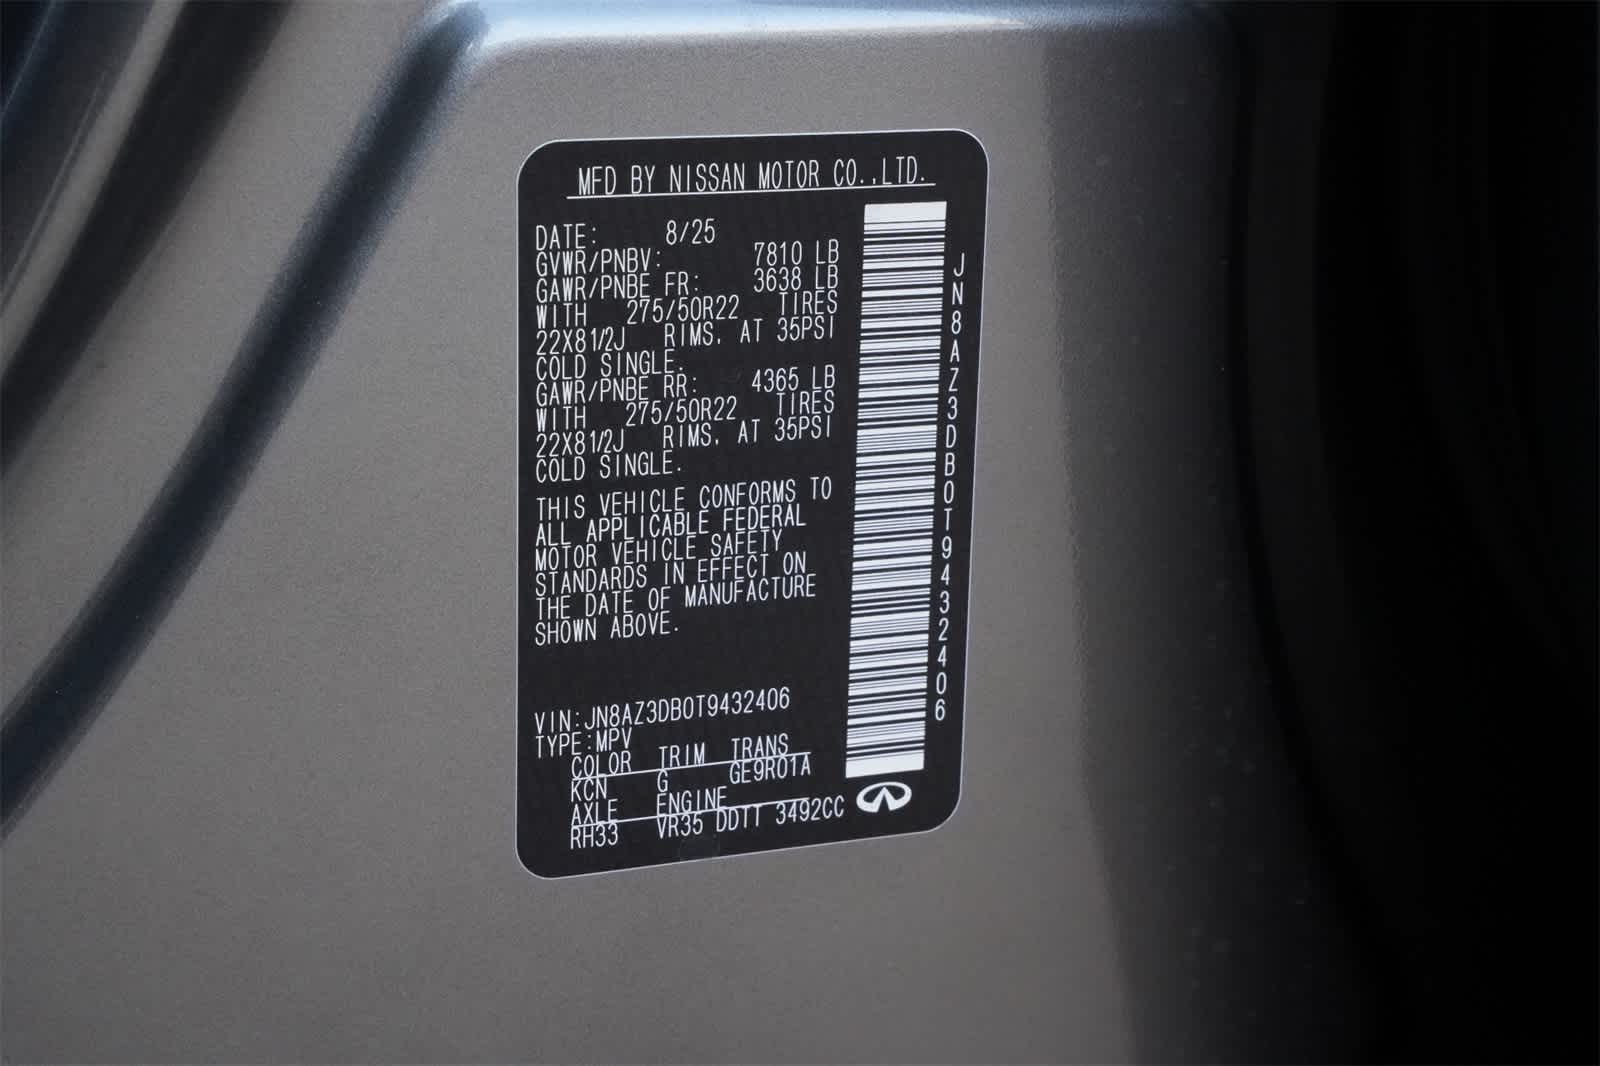 MFD BY NISSAN MOTOR CO.,LTD.
DATE: 8/25
GVWR/PNBV: 7810 LB
GAWR/PNBE FR: 3638 LB
WITH 275/50R22 TIRES
22X81/2J RIMS, AT 35PSI
COLD SINGLE.
GAWR/PNBE RR: 4365 LB
WITH 275/50R22 TIRES
22X81/2J RIMS, AT 35PSI
COLD SINGLE.
THIS VEHICLE CONFORMS TO
ALL APPLICABLE FEDERAL
MOTOR VEHICLE SAFETY
STANDARDS IN EFFECT ON
THE DATE OF MANUFACTURE
SHOWN ABOVE.
VIN:JN8AZ3DB0T9432406
TYPE:MPV
COLOR TRIM TRANS
KCN G GE9R01A
AXLE ENGINE
RH33 VR35 DDTT 3492CC
JN8AZ3DB0T9432406